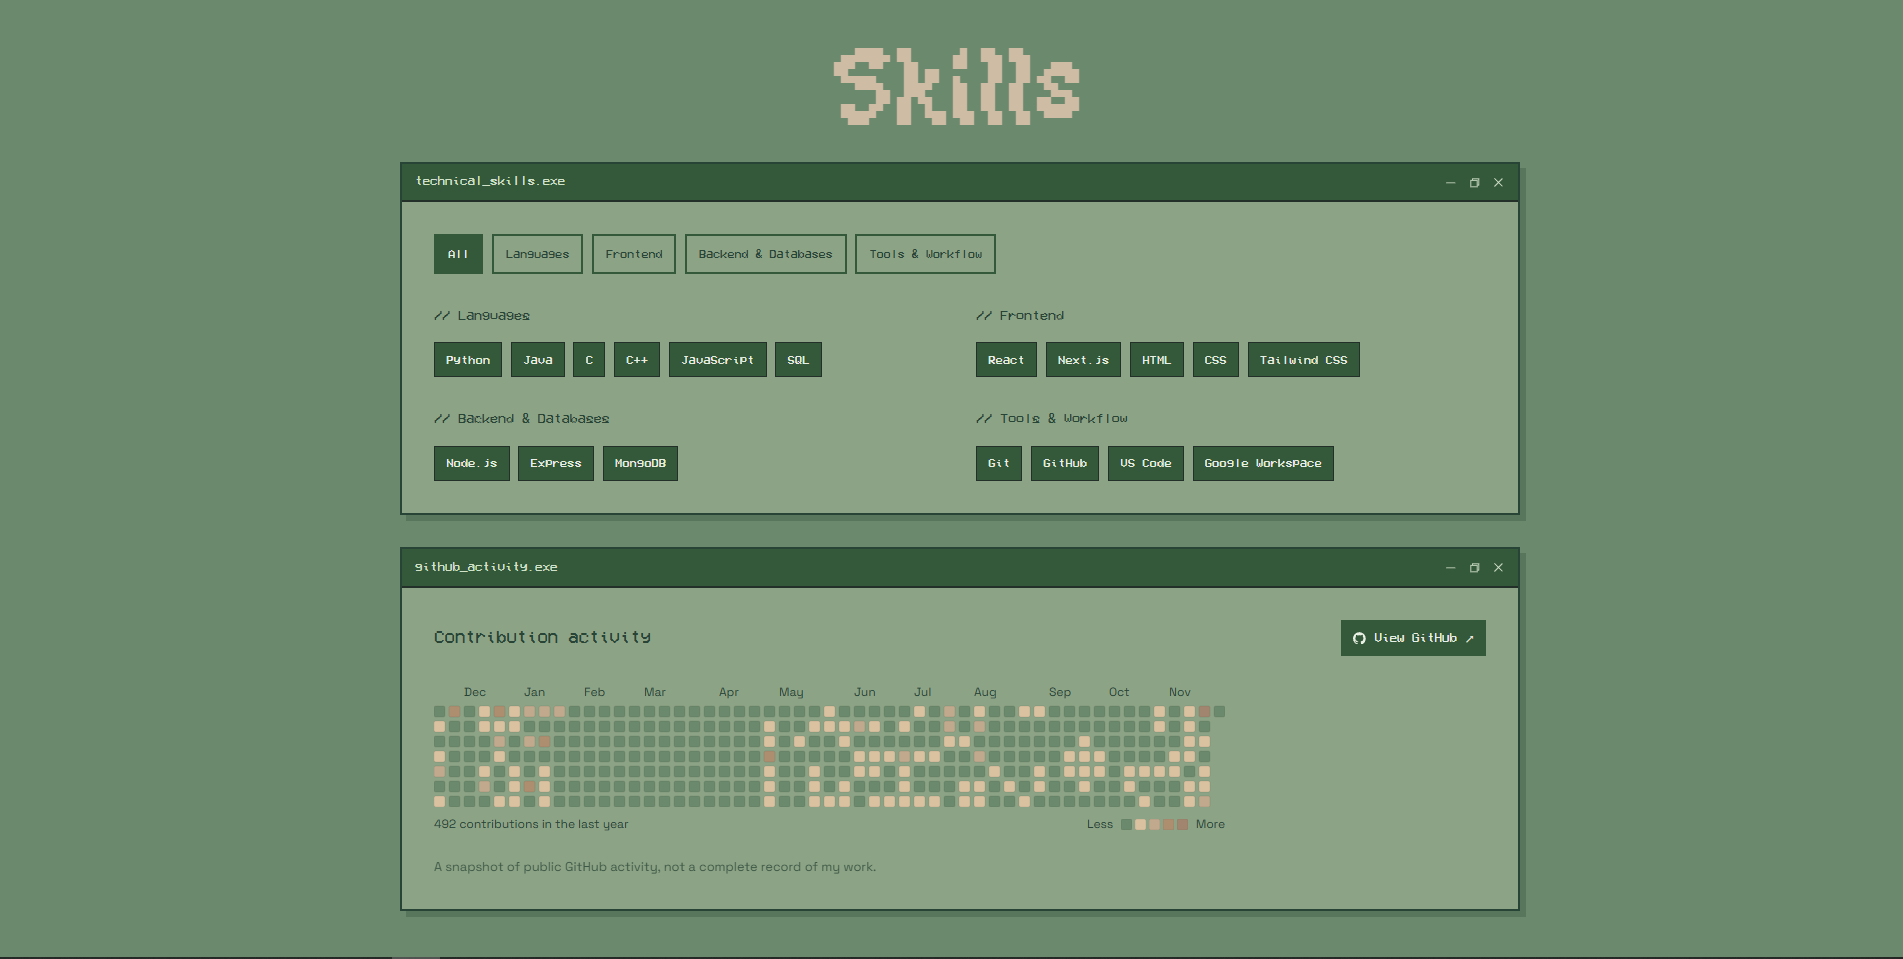 Skills
technical_skills.exe
All Languages Frontend Backend & Databases Tools & Workflow
// Languages
Python Java C C++ JavaScript SQL
// Frontend
React Next.js HTML CSS Tailwind CSS
// Backend & Databases
Node.js Express MongoDB
// Tools & Workflow
Git GitHub VS Code Google Workspace
github_activity.exe
Contribution activity
View GitHub ↗
Dec Jan Feb Mar Apr May Jun Jul Aug Sep Oct Nov
492 contributions in the last year
Less More
A snapshot of public GitHub activity, not a complete record of my work.